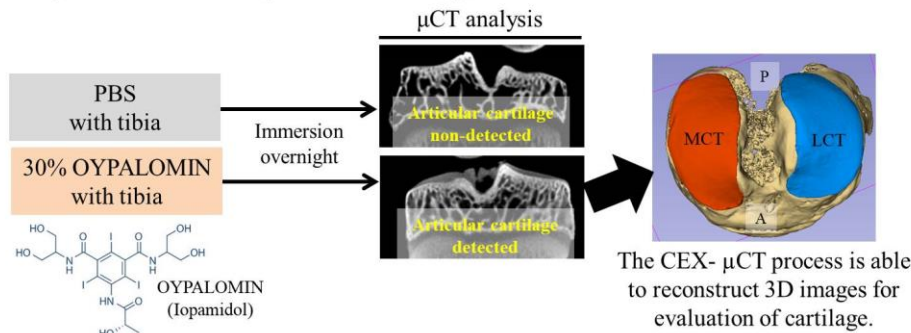 μCT analysis
PBS
with tibia
Immersion
overnight
30% OYPALOMIN
with tibia
Articular cartilage
non-detected
Articular cartilage
detected
P
MCT
LCT
A
OH
HO
O
I
O
OH
HO
N
H
N
H
OH
I
I
NH
O
HO
OYPALOMIN
(Iopamidol)
The CEX- μCT process is able
to reconstruct 3D images for
evaluation of cartilage.